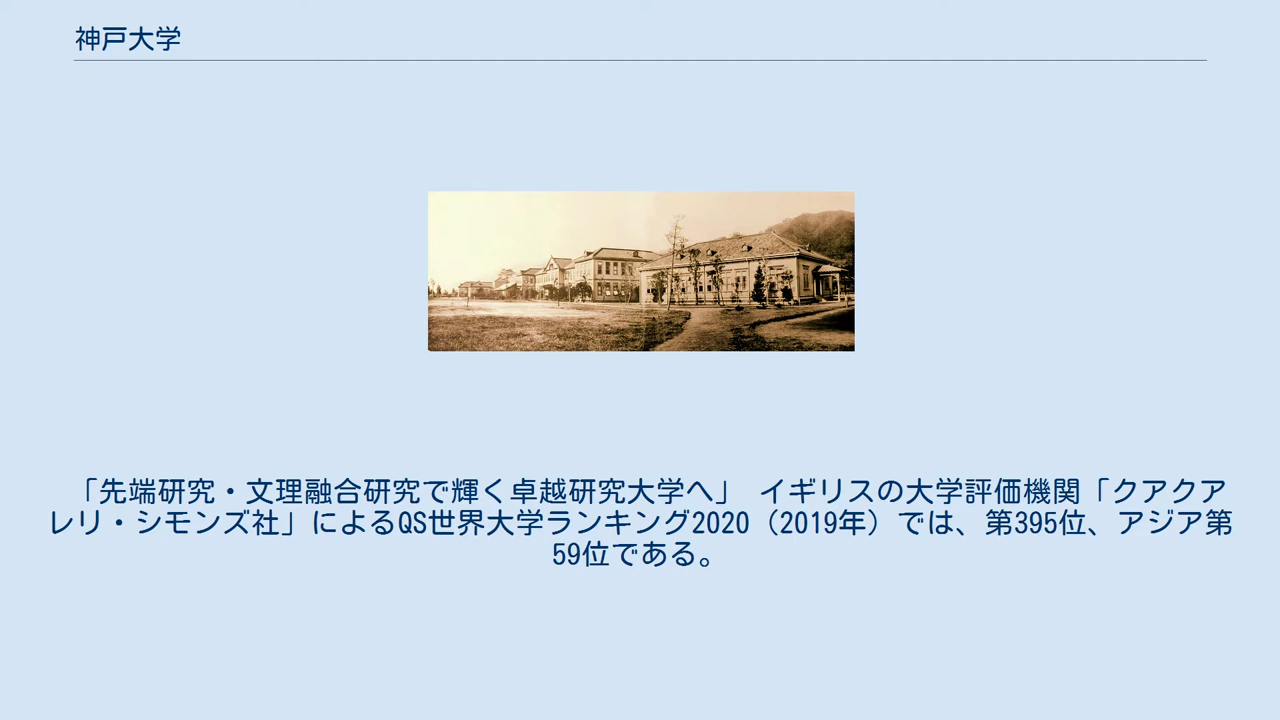 神戸大学
「先端研究・文理融合研究で輝く卓越研究大学へ」 イギリスの大学評価機関「クアクア
レリ・シモンズ社」によるQS世界大学ランキング2020（2019年）では、第395位、アジア第
59位である。